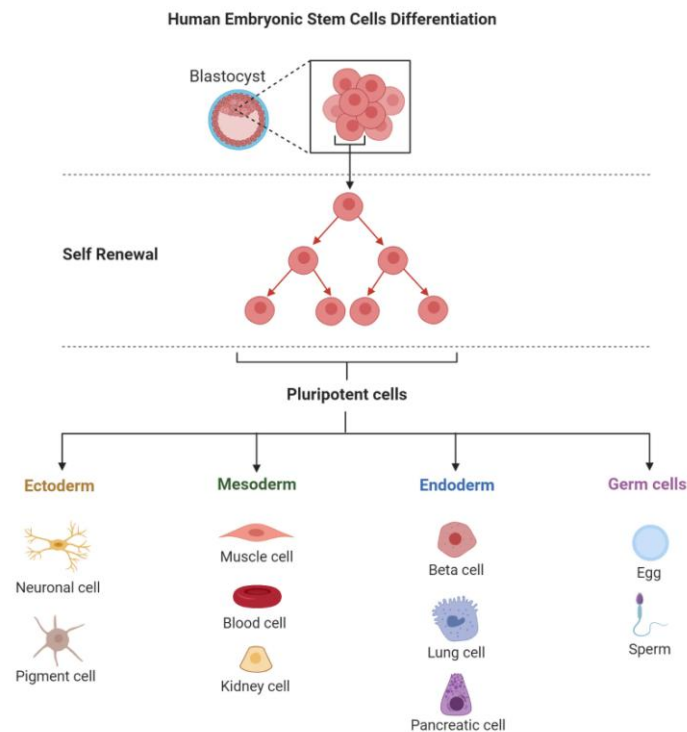 Human Embryonic Stem Cells Differentiation
Blastocyst
Self Renewal
Pluripotent cells
Ectoderm
Mesoderm
Endoderm
Germ cells
Neuronal cell
Pigment cell
Muscle cell
Blood cell
Kidney cell
Beta cell
Lung cell
Pancreatic cell
Egg
Sperm